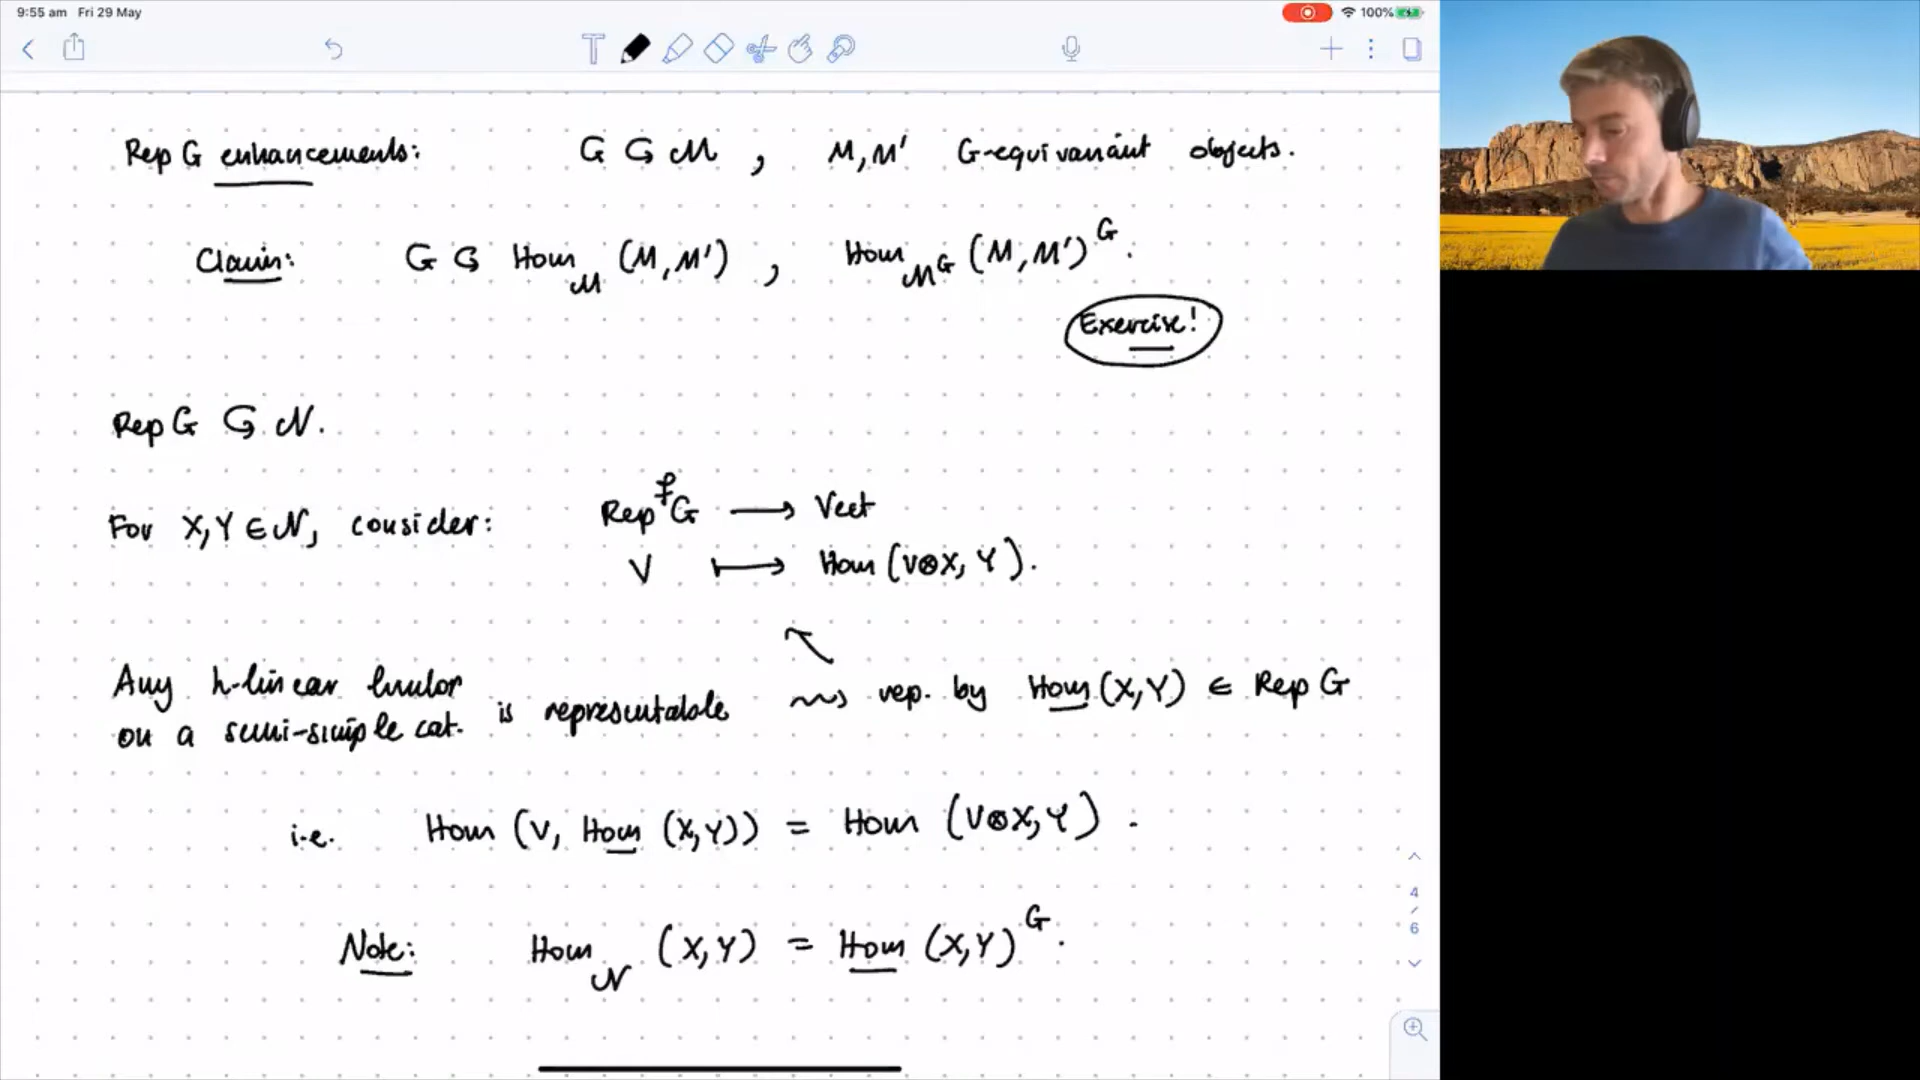 9:55 am Fri 29 May 100%
Rep G enhancements: G ↺ M , M, M' G-equivariant objects.
Claim: G ↺ Hom_M (M, M') , Hom_{M^G} (M, M')^G.
Exercise!
Rep G ↺ N.
For X, Y ∈ N, consider: Rep^f G → Vect
V ↦ Hom (V⊗X, Y).
Any k-linear functor
on a semi-simple cat. is representable ⇝ rep. by Hom (X, Y) ∈ Rep G
i.e. Hom (V, Hom (X, Y)) = Hom (V⊗X, Y).
Note: Hom_N (X, Y) = Hom (X, Y)^G.
4
/
6